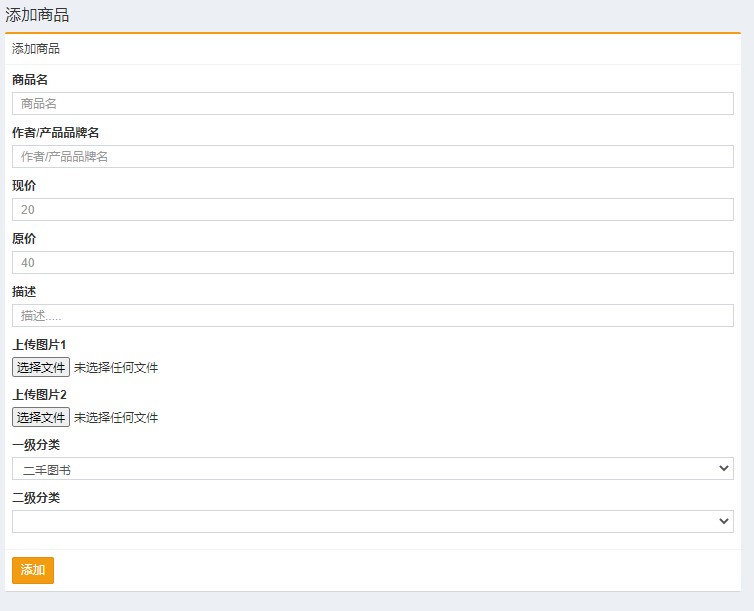 添加商品
添加商品
商品名
商品名
作者/产品品牌名
作者/产品品牌名
现价
20
原价
40
描述
描述.....
上传图片1
选择文件 未选择任何文件
上传图片2
选择文件 未选择任何文件
一级分类
二手图书
二级分类
添加